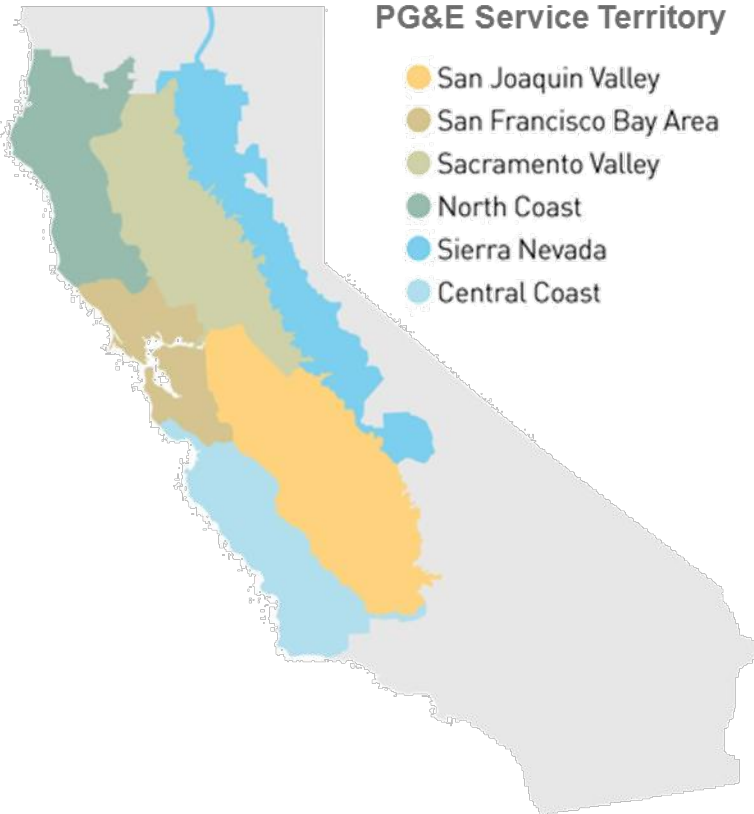 PG&E Service Territory
San Joaquin Valley
San Francisco Bay Area
Sacramento Valley
North Coast
Sierra Nevada
Central Coast